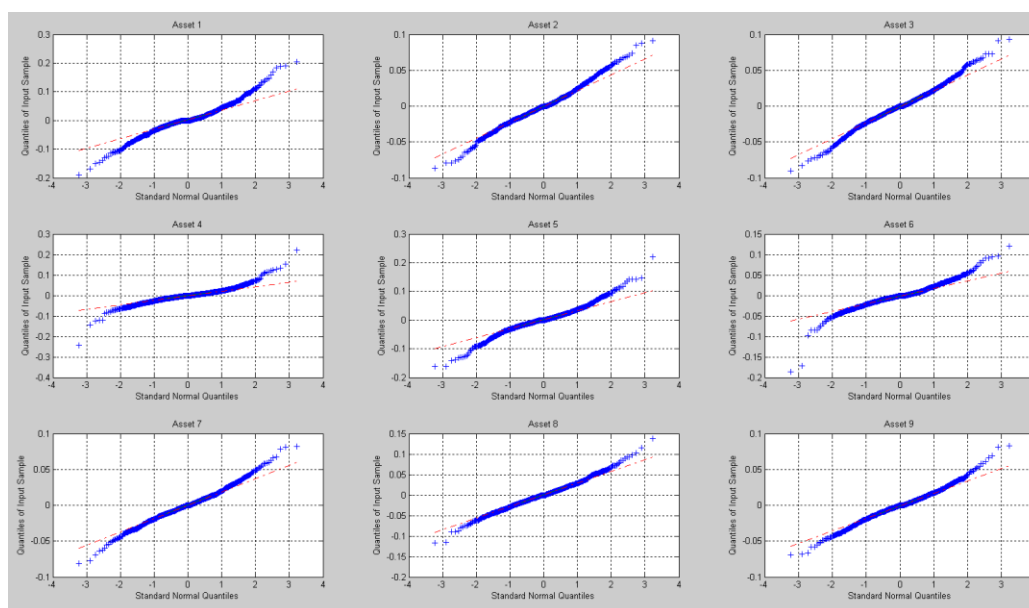 Asset 1
Quantiles of Input Sample
0.3
0.2
0.1
0
-0.1
-0.2
-4 -3 -2 -1 0 1 2 3 4
Standard Normal Quantiles
Asset 2
Quantiles of Input Sample
0.1
0.05
0
-0.05
-0.1
-4 -3 -2 -1 0 1 2 3 4
Standard Normal Quantiles
Asset 3
Quantiles of Input Sample
0.1
0.05
0
-0.05
-0.1
-4 -3 -2 -1 0 1 2 3
Standard Normal Quantiles
Asset 4
Quantiles of Input Sample
0.3
0.2
0.1
0
-0.1
-0.2
-0.3
-0.4
-4 -3 -2 -1 0 1 2 3 4
Standard Normal Quantiles
Asset 5
Quantiles of Input Sample
0.3
0.2
0.1
0
-0.1
-0.2
-4 -3 -2 -1 0 1 2 3 4
Standard Normal Quantiles
Asset 6
Quantiles of Input Sample
0.15
0.1
0.05
0
-0.05
-0.1
-0.15
-0.2
-4 -3 -2 -1 0 1 2 3
Standard Normal Quantiles
Asset 7
Quantiles of Input Sample
0.1
0.05
0
-0.05
-0.1
-4 -3 -2 -1 0 1 2 3 4
Standard Normal Quantiles
Asset 8
Quantiles of Input Sample
0.15
0.1
0.05
0
-0.05
-0.1
-0.15
-0.2
-4 -3 -2 -1 0 1 2 3 4
Standard Normal Quantiles
Asset 9
Quantiles of Input Sample
0.1
0.05
0
-0.05
-0.1
-4 -3 -2 -1 0 1 2 3
Standard Normal Quantiles